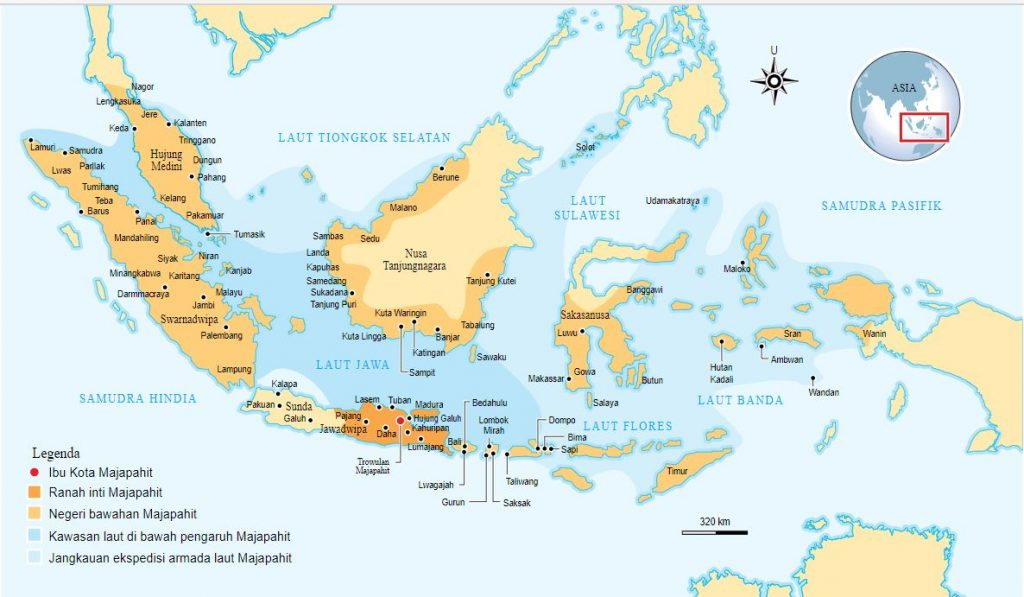 U
ASIA
Nagor
Lengkasuka
Jere
Kalanten
Keda
Tringgano
Hujung
Medini
Dungun
Pahang
Kelang
Pakamuar
Tumasik
Lamuri
Samudra
Lwas
Parilak
Tumihang
Teba
Barus
Panai
Mandahiling
Niran
Siyak
Kanjab
Minangkabwa
Karitang
Darmmacraya
Malayu
Jambi
Swarnadwipa
Palembang
Lampung
LAUT TIONGKOK SELATAN
Berune
Malano
Sambas
Sedu
Landa
Kapuhas
Samedang
Sukadana
Tanjung Puri
Nusa
Tanjungnagara
Tanjung Kutei
Kuta Waringin
Kuta Lingga
Banjar
Tabalung
Katingan
Sampit
Sawaku
Solot
LAUT
SULAWESI
Udamakatraya
SAMUDRA PASIFIK
Maloko
Banggawi
Sakasanusa
Luwu
Makassar
Gowa
Butun
Salaya
Hutan
Kadali
Sran
Ambwan
Wanin
Wandan
LAUT BANDA
LAUT FLORES
LAUT JAWA
SAMUDRA HINDIA
Kalapa
Pakuan
Sunda
Galuh
Jawadwipa
Lasem
Tuban
Madura
Pajang
Hujung Galuh
Daha
Kahuripan
Lumajang
Trowulan
Majapahit
Bali
Bedahulu
Lwagajah
Lombok
Mirah
Gurun
Saksak
Taliwang
Dompo
Bima
Sapi
Timur
320 km
Legenda
Ibu Kota Majapahit
Ranah inti Majapahit
Negeri bawahan Majapahit
Kawasan laut di bawah pengaruh Majapahit
Jangkauan ekspedisi armada laut Majapahit